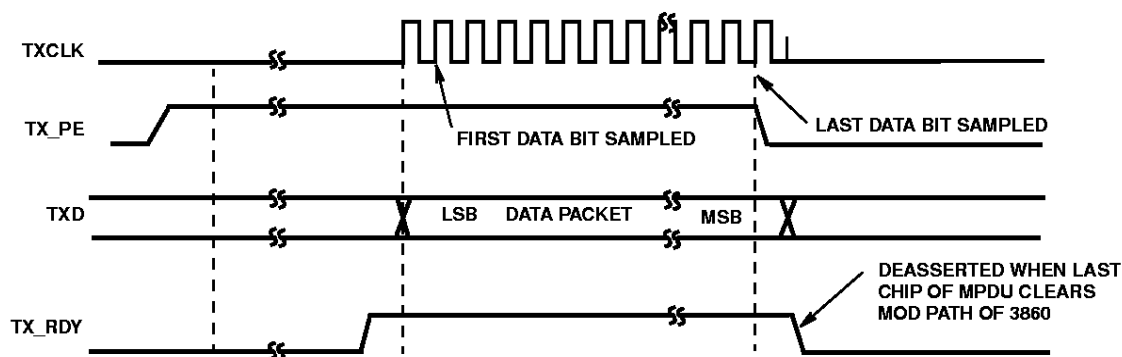 TXCLK
TX_PE
FIRST DATA BIT SAMPLED
LAST DATA BIT SAMPLED
TXD
LSB DATA PACKET MSB
DEASSERTED WHEN LAST
CHIP OF MPDU CLEARS
MOD PATH OF 3860
TX_RDY